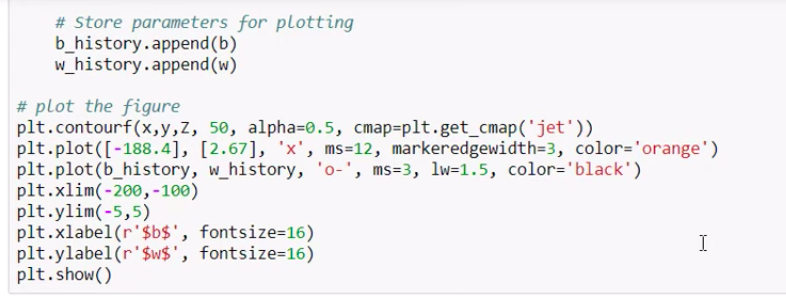 # Store parameters for plotting
b_history.append(b)
w_history.append(w)
# plot the figure
plt.contourf(x,y,Z, 50, alpha=0.5, cmap=plt.get_cmap('jet'))
plt.plot([-188.4], [2.67], 'x', ms=12, markeredgewidth=3, color='orange')
plt.plot(b_history, w_history, 'o-', ms=3, lw=1.5, color='black')
plt.xlim(-200,-100)
plt.ylim(-5,5)
plt.xlabel(r'$b$', fontsize=16)
plt.ylabel(r'$w$', fontsize=16)
plt.show()